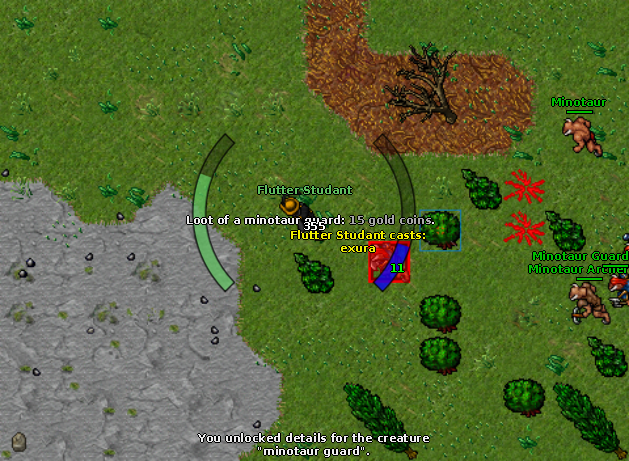 Minotaur
Flutter Studant
Loot of a minotaur guard: 15 gold coins.
355
Flutter Studant casts:
exura
Minotaur Guard
11
Minotaur Archer
You unlocked details for the creature
"minotaur guard".